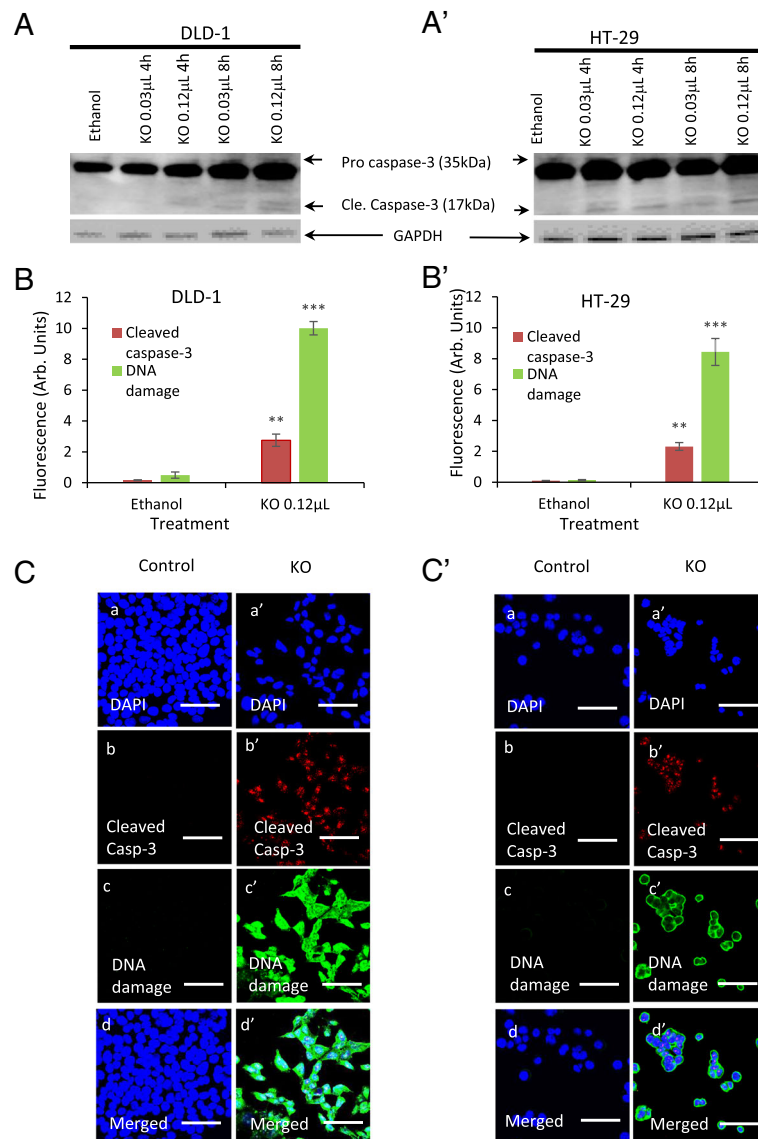 A
DLD-1
Ethanol
KO 0.03µL 4h
KO 0.12µL 4h
KO 0.03µL 8h
KO 0.12µL 8h
A'
HT-29
Ethanol
KO 0.03µL 4h
KO 0.12µL 4h
KO 0.03µL 8h
KO 0.12µL 8h
Pro caspase-3 (35kDa)
Cle. Caspase-3 (17kDa)
GAPDH
B
DLD-1
Fluorescence (Arb. Units)
12
10
8
6
4
2
0
Cleaved
caspase-3
DNA
damage
**
***
Ethanol
KO 0.12µL
Treatment
B'
HT-29
Fluorescence (Arb. Units)
12
10
8
6
4
2
0
Cleaved
caspase-3
DNA
damage
**
***
Ethanol
KO 0.12µL
Treatment
C
Control
KO
a
DAPI
a'
DAPI
b
Cleaved
Casp-3
b'
Cleaved
Casp-3
c
DNA
damage
c'
DNA
damage
d
Merged
d'
Merged
C'
Control
KO
a
DAPI
a'
DAPI
b
Cleaved
Casp-3
b'
Cleaved
Casp-3
c
DNA
damage
c'
DNA
damage
d
Merged
d'
Merged